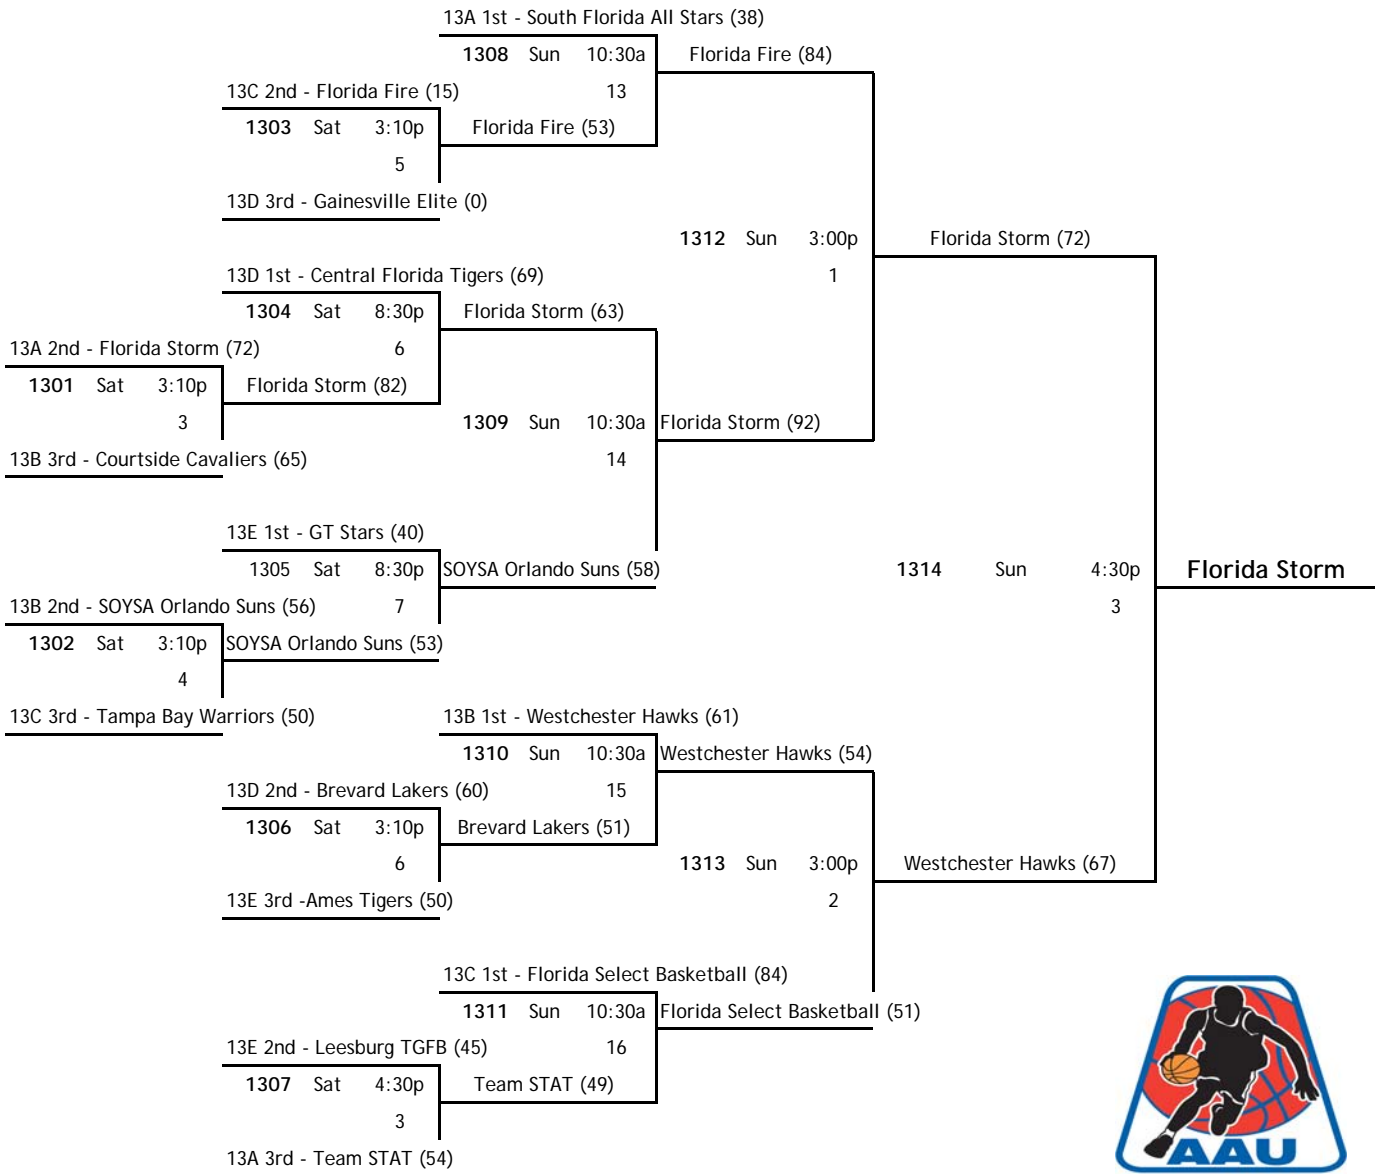 13A 1st - South Florida All Stars (38)
1308 Sun 10:30a Florida Fire (84)
13C 2nd - Florida Fire (15) 13
1303 Sat 3:10p Florida Fire (53)
5
13D 3rd - Gainesville Elite (0)
1312 Sun 3:00p Florida Storm (72)
13D 1st - Central Florida Tigers (69) 1
1304 Sat 8:30p Florida Storm (63)
13A 2nd - Florida Storm (72) 6
1301 Sat 3:10p Florida Storm (82)
3 1309 Sun 10:30a Florida Storm (92)
13B 3rd - Courtside Cavaliers (65) 14
13E 1st - GT Stars (40)
1305 Sat 8:30p SOYSA Orlando Suns (58) 1314 Sun 4:30p Florida Storm
13B 2nd - SOYSA Orlando Suns (56) 7 3
1302 Sat 3:10p SOYSA Orlando Suns (53)
4
13C 3rd - Tampa Bay Warriors (50) 13B 1st - Westchester Hawks (61)
1310 Sun 10:30a Westchester Hawks (54)
13D 2nd - Brevard Lakers (60) 15
1306 Sat 3:10p Brevard Lakers (51)
6 1313 Sun 3:00p Westchester Hawks (67)
13E 3rd -Ames Tigers (50) 2
13C 1st - Florida Select Basketball (84)
1311 Sun 10:30a Florida Select Basketball (51)
13E 2nd - Leesburg TGFB (45) 16
1307 Sat 4:30p Team STAT (49)
3
13A 3rd - Team STAT (54)
AAU